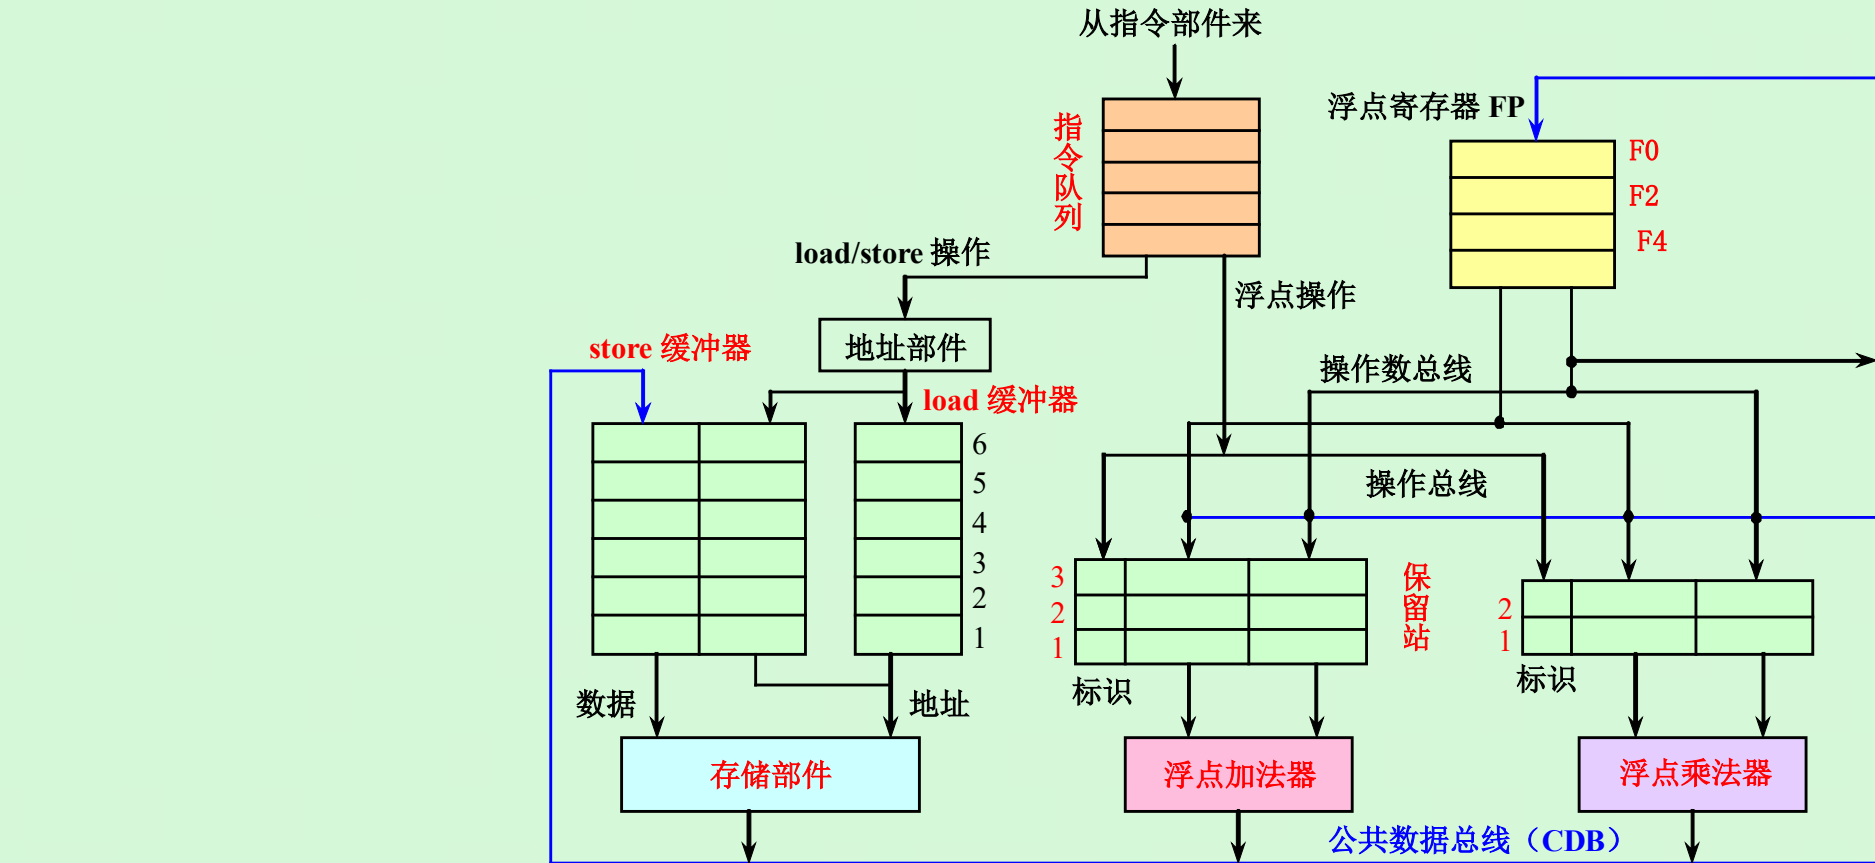 从指令部件来
浮点寄存器 FP
指令队列
F0
F2
F4
load/store 操作
浮点操作
地址部件
store 缓冲器
操作数总线
load 缓冲器
6
5
4
3
2
1
操作总线
3
2
1
保留站
2
1
标识
标识
数据
地址
存储部件
浮点加法器
浮点乘法器
公共数据总线（CDB）